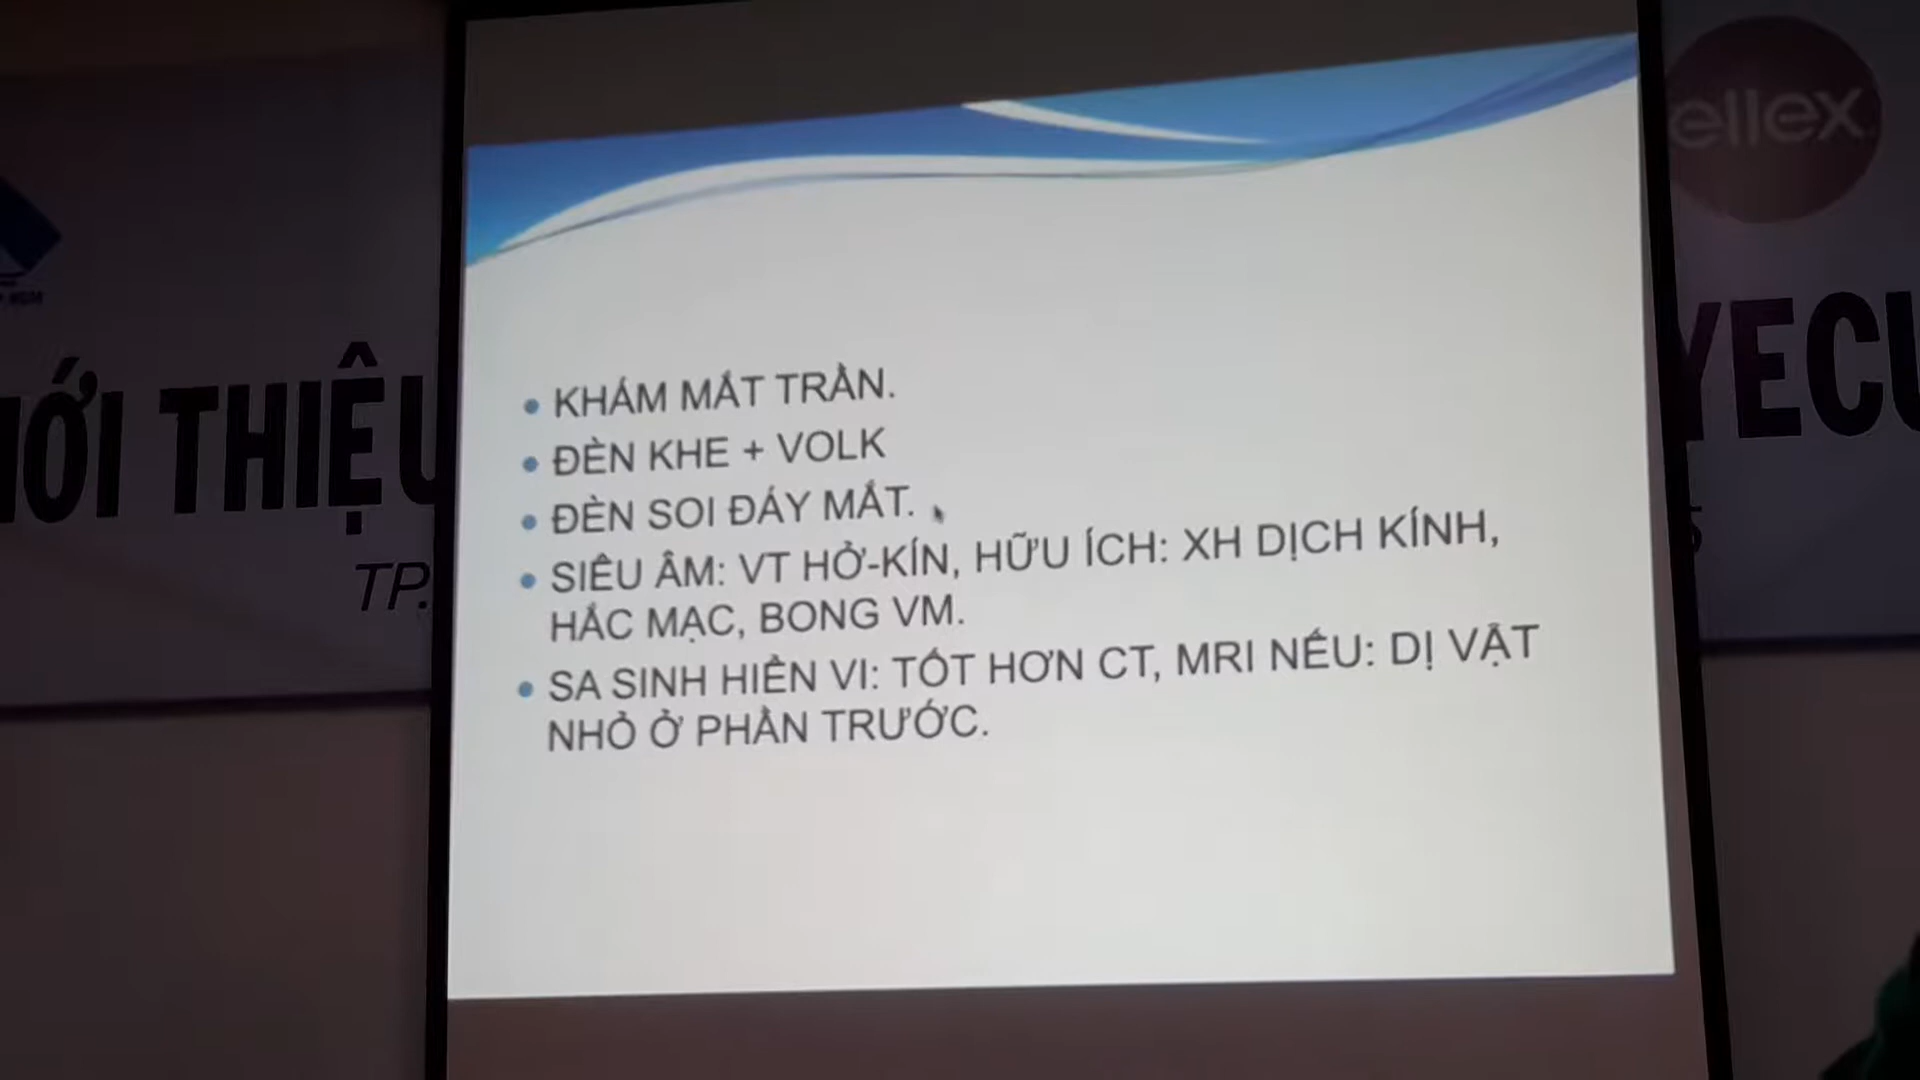 ellex
ỚI THIỆU
YECU
TP.
• KHÁM MẮT TRẦN.
• ĐÈN KHE + VOLK
• ĐÈN SOI ĐÁY MẮT.
• SIÊU ÂM: VT HỞ-KÍN, HỮU ÍCH: XH DỊCH KÍNH,
HẮC MẠC, BONG VM.
• SA SINH HIỂN VI: TỐT HƠN CT, MRI NẾU: DỊ VẬT
NHỎ Ở PHẦN TRƯỚC.